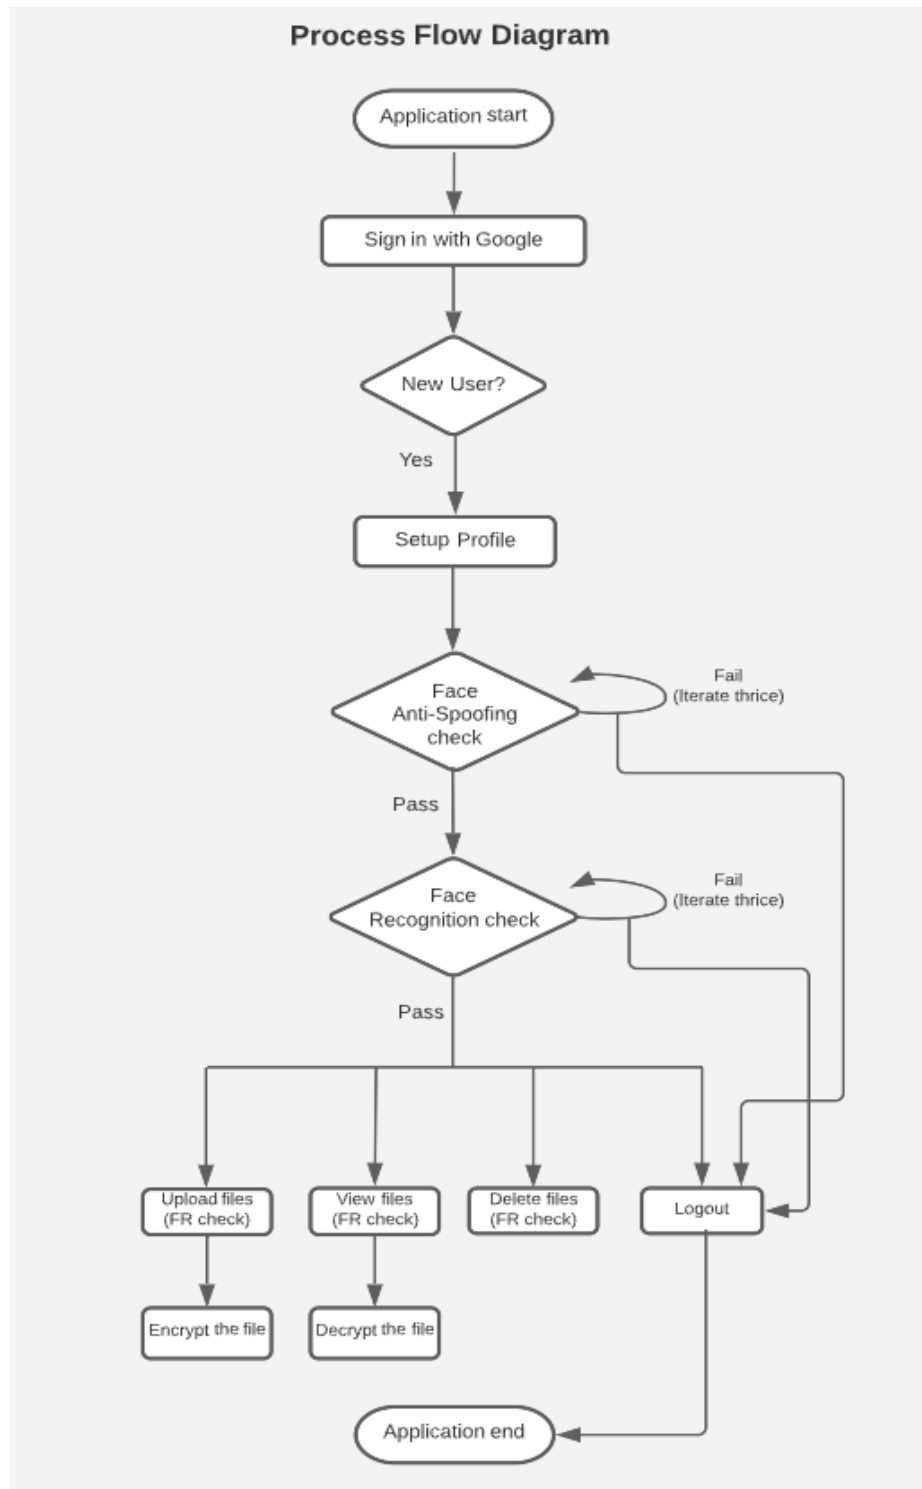 Process Flow Diagram
Application start
Sign in with Google
New User?
Yes
Setup Profile
Face
Anti-Spoofing
check
Fail
(Iterate thrice)
Pass
Face
Recognition check
Fail
(Iterate thrice)
Pass
Upload files
(FR check)
View files
(FR check)
Delete files
(FR check)
Logout
Encrypt the file
Decrypt the file
Application end